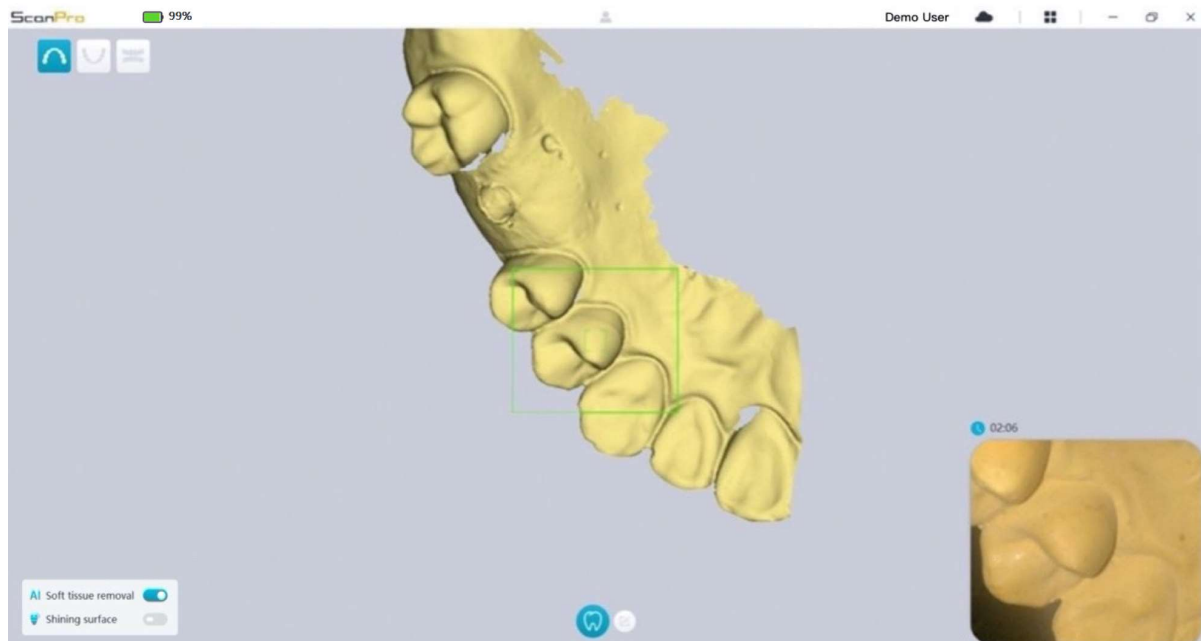 ScanPro
99%
Demo User
02:06
AI Soft tissue removal
Shining surface